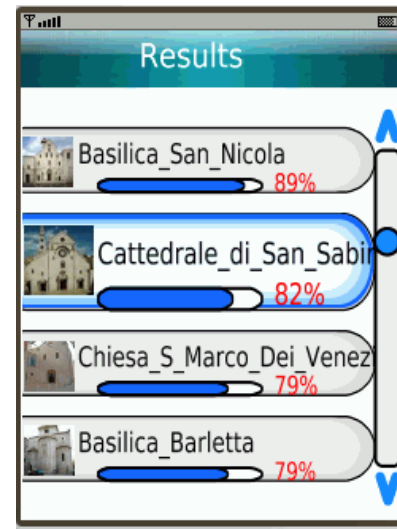 Results
Basilica_San_Nicola
89%
Cattedrale_di_San_Sabir
82%
Chiesa_S_Marco_Dei_Venez
79%
Basilica_Barletta
79%